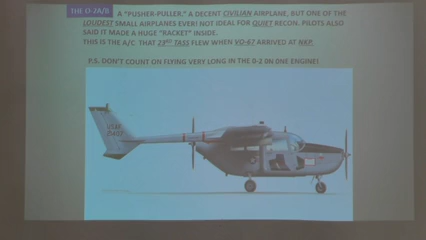 THE O-2A/B A "PUSHER-PULLER." A DECENT CIVILIAN AIRPLANE, BUT ONE OF THE
LOUDEST SMALL AIRPLANES EVER! NOT IDEAL FOR QUIET RECON. PILOTS ALSO
SAID IT MADE A HUGE "RACKET" INSIDE.
THIS IS THE A/C THAT 23RD TASS FLEW WHEN VO-67 ARRIVED AT NKP.
P.S. DON'T COUNT ON FLYING VERY LONG IN THE O-2 ON ONE ENGINE!
USAF